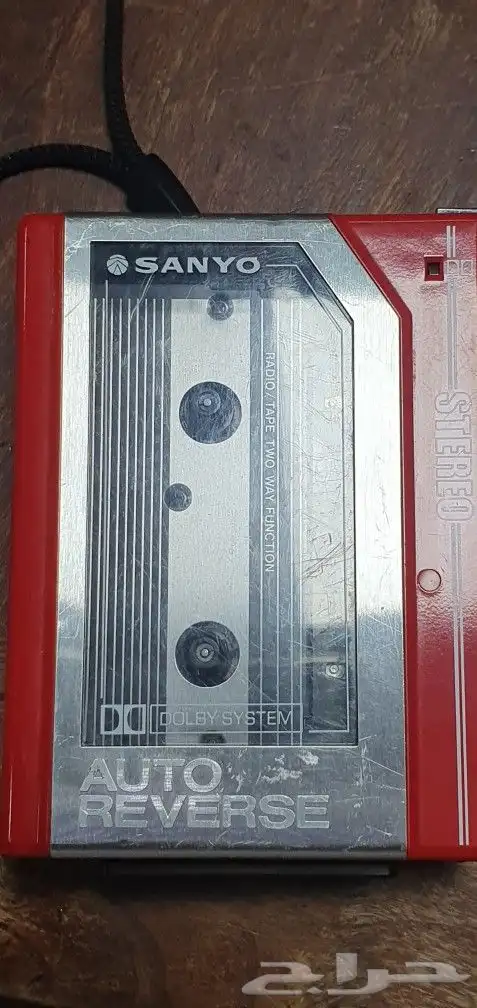 SANYO
RADIO / TAPE TWO WAY FUNCTION
STEREO
DOLBY SYSTEM
AUTO
REVERSE
حراج